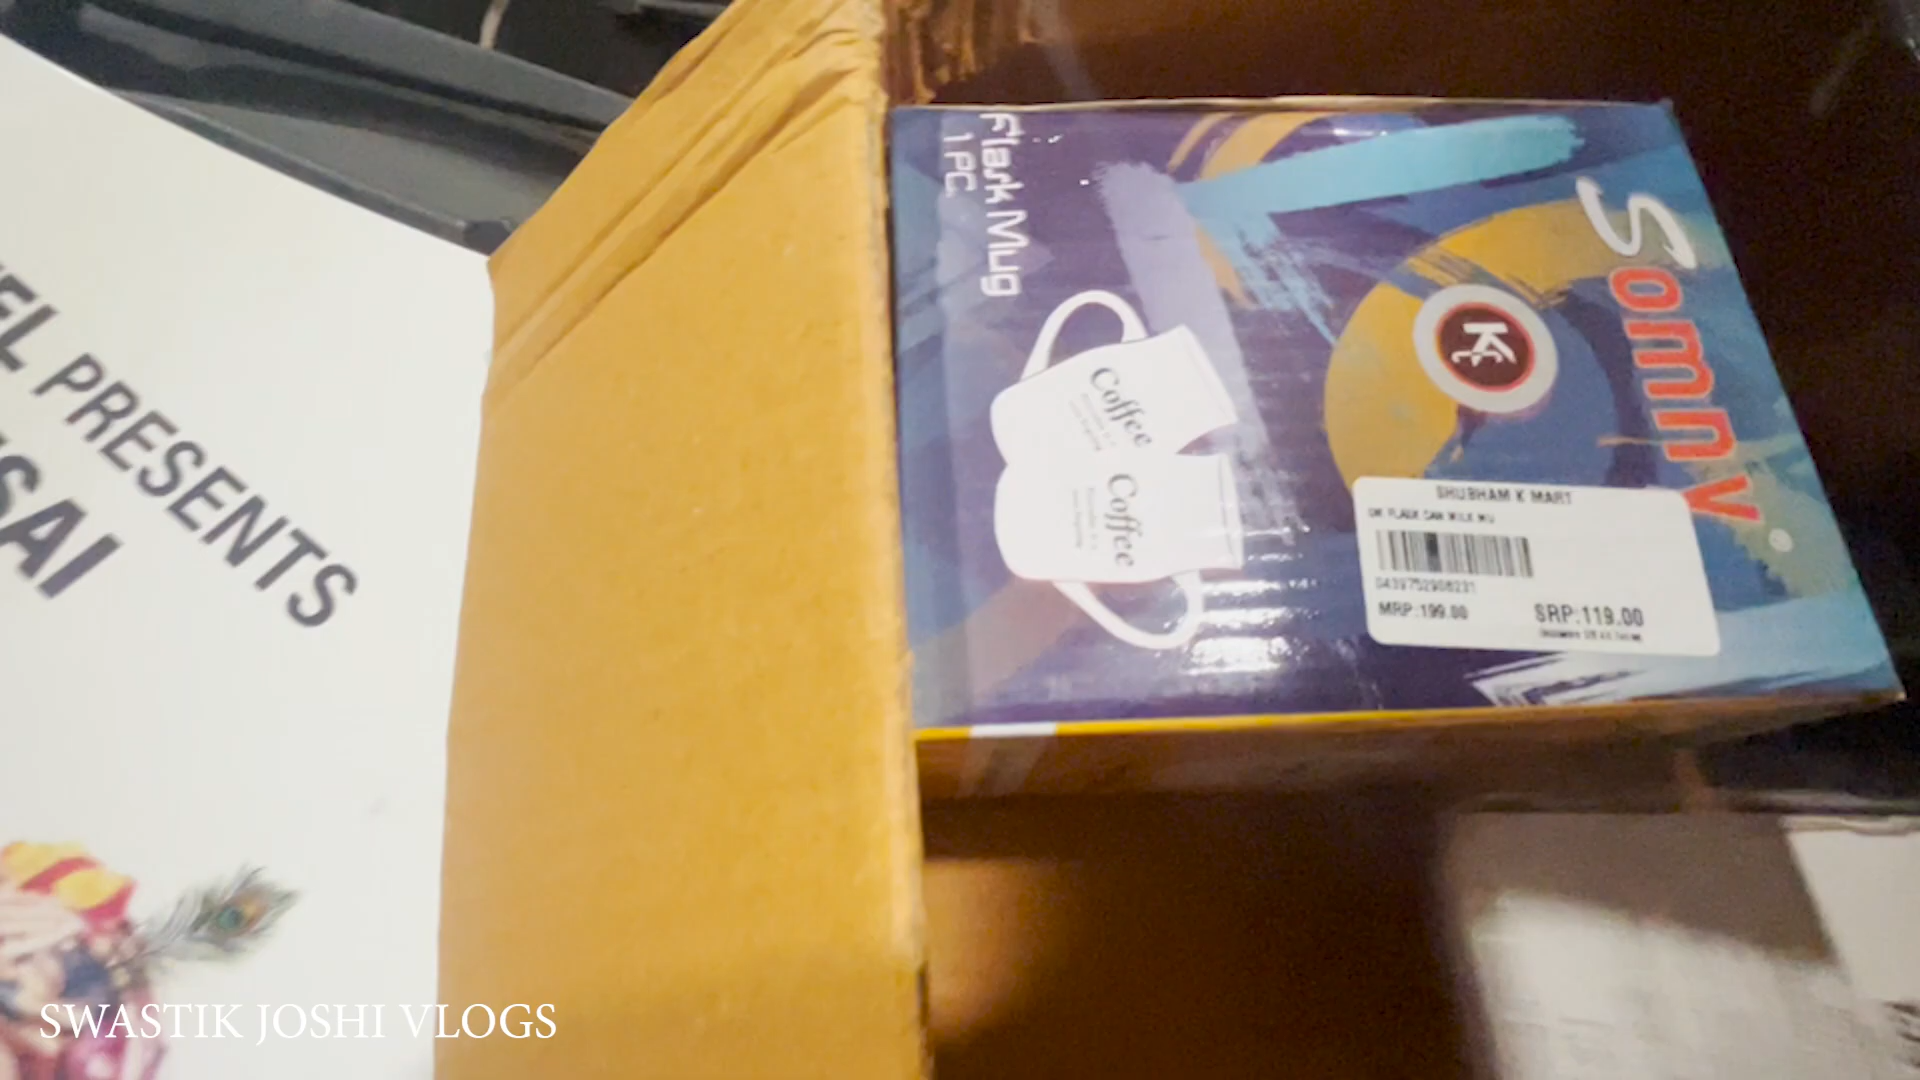 EL PRESENTS
SAI
Flask Mug
1 PC.
Somny
Coffee
Coffee
SHUBHAM K MART
MRP:199.00
SRP:119.00
SWASTIK JOSHI VLOGS